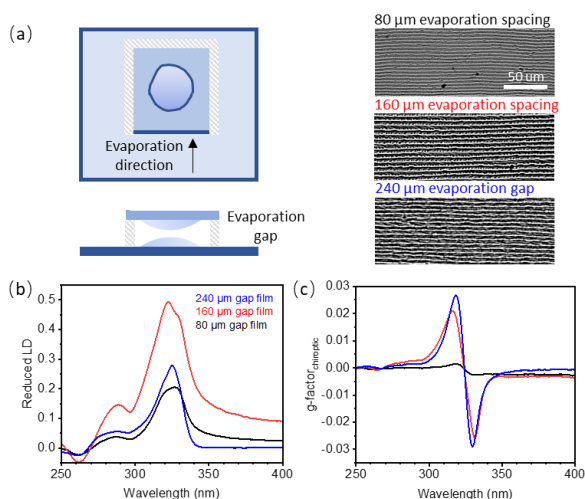 (a)
Evaporation
direction
Evaporation
gap
80 µm evaporation spacing
50 um
160 µm evaporation spacing
240 µm evaporation gap
(b)
0.5
0.4
0.3
0.2
0.1
0.0
Reduced LD
240 µm gap film
160 µm gap film
80 µm gap film
250 300 350 400
Wavelength (nm)
(c)
0.03
0.02
0.01
0.00
-0.01
-0.02
-0.03
g-factor chiroptic
250 300 350 400
Wavelength (nm)